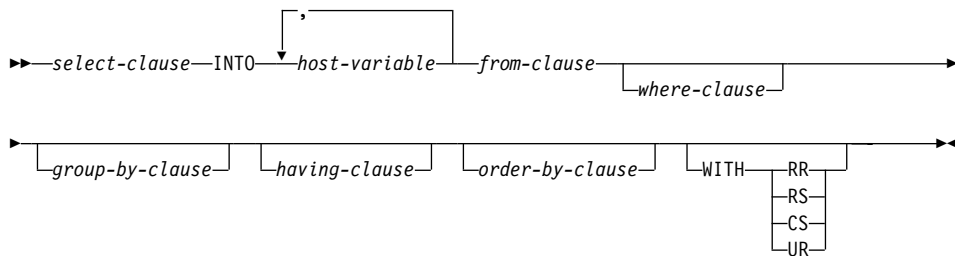 ,
select-clause INTO host-variable from-clause
where-clause
group-by-clause having-clause order-by-clause WITH RR
RS
CS
UR